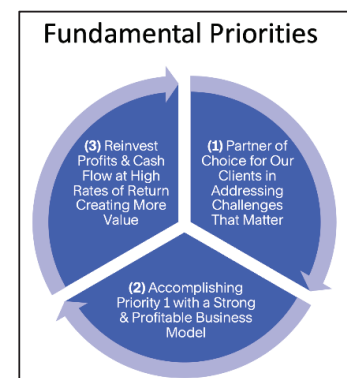 Fundamental Priorities
(3) Reinvest
Profits & Cash
Flow at High
Rates of Return
Creating More
Value
(1) Partner of
Choice for Our
Clients in
Addressing
Challenges
That Matter
(2) Accomplishing
Priority 1 with a Strong
& Profitable Business
Model